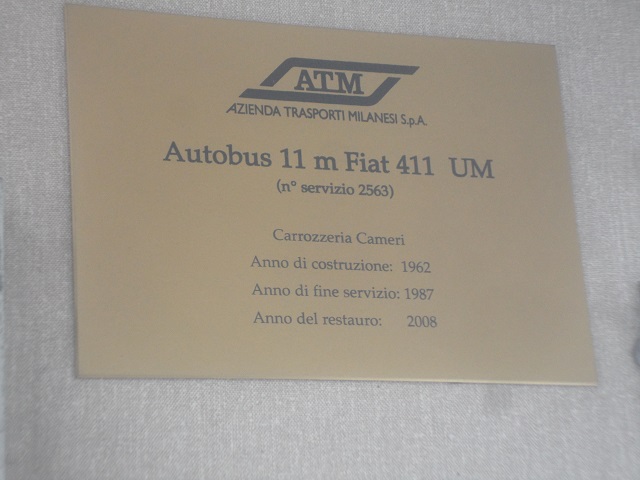 ATM
AZIENDA TRASPORTI MILANESI S.p.A.
Autobus 11 m Fiat 411 UM
(n° servizio 2563)
Carrozzeria Cameri
Anno di costruzione: 1962
Anno di fine servizio: 1987
Anno del restauro: 2008